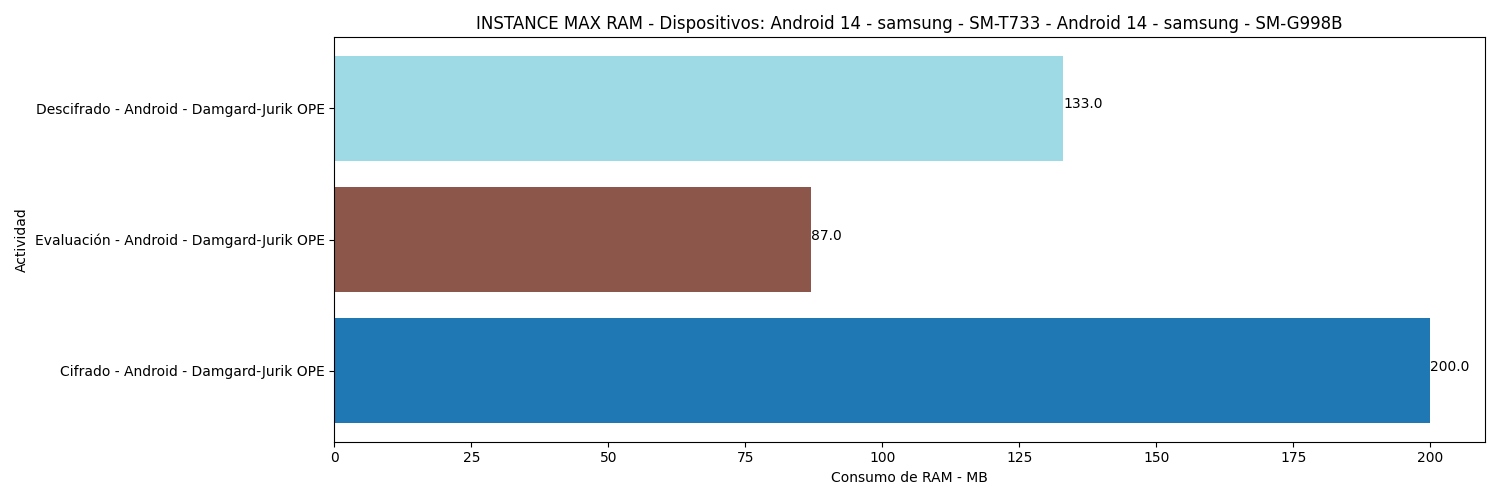 INSTANCE MAX RAM - Dispositivos: Android 14 - samsung - SM-T733 - Android 14 - samsung - SM-G998B
Descifrado - Android - Damgard-Jurik OPE
133.0
Evaluación - Android - Damgard-Jurik OPE
87.0
Cifrado - Android - Damgard-Jurik OPE
200.0
Actividad
0 25 50 75 100 125 150 175 200
Consumo de RAM - MB